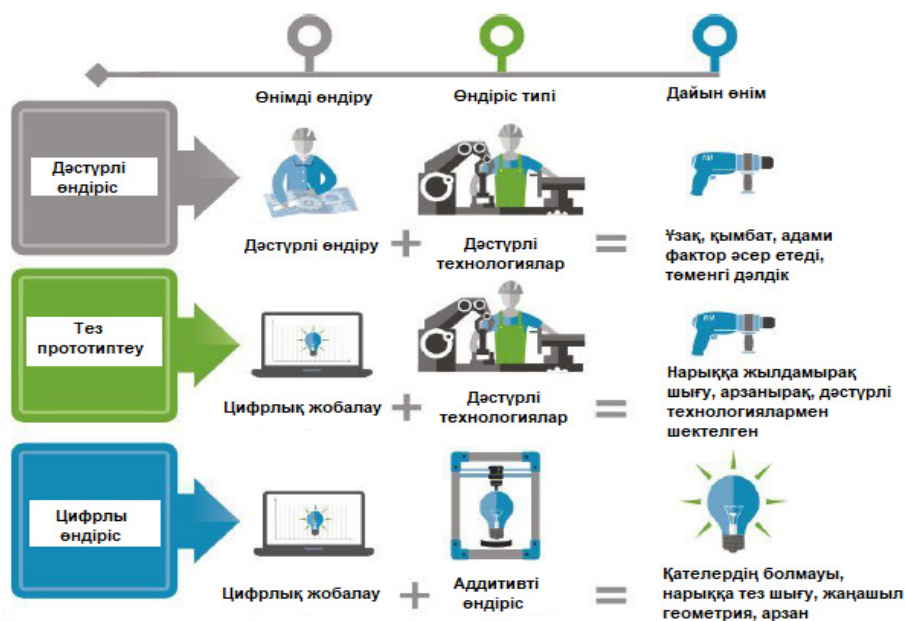 Өнімді өндіру
Өндіріс типі
Дайын өнім
Дәстүрлі
өндіріс
Дәстүрлі өндіру
+
Дәстүрлі
технологиялар
=
Ұзақ, қымбат, адами
фактор әсер етеді,
төменгі дәлдік
Тез
прототиптеу
Цифрлық жобалау
+
Дәстүрлі
технологиялар
=
Нарыққа жылдамырақ
шығу, арзанырақ, дәстүрлі
технологиялармен
шектелген
Цифрлы
өндіріс
Цифрлық жобалау
+
Аддитивті
өндіріс
=
Қателердің болмауы,
нарыққа тез шығу, жаңашыл
геометрия, арзан